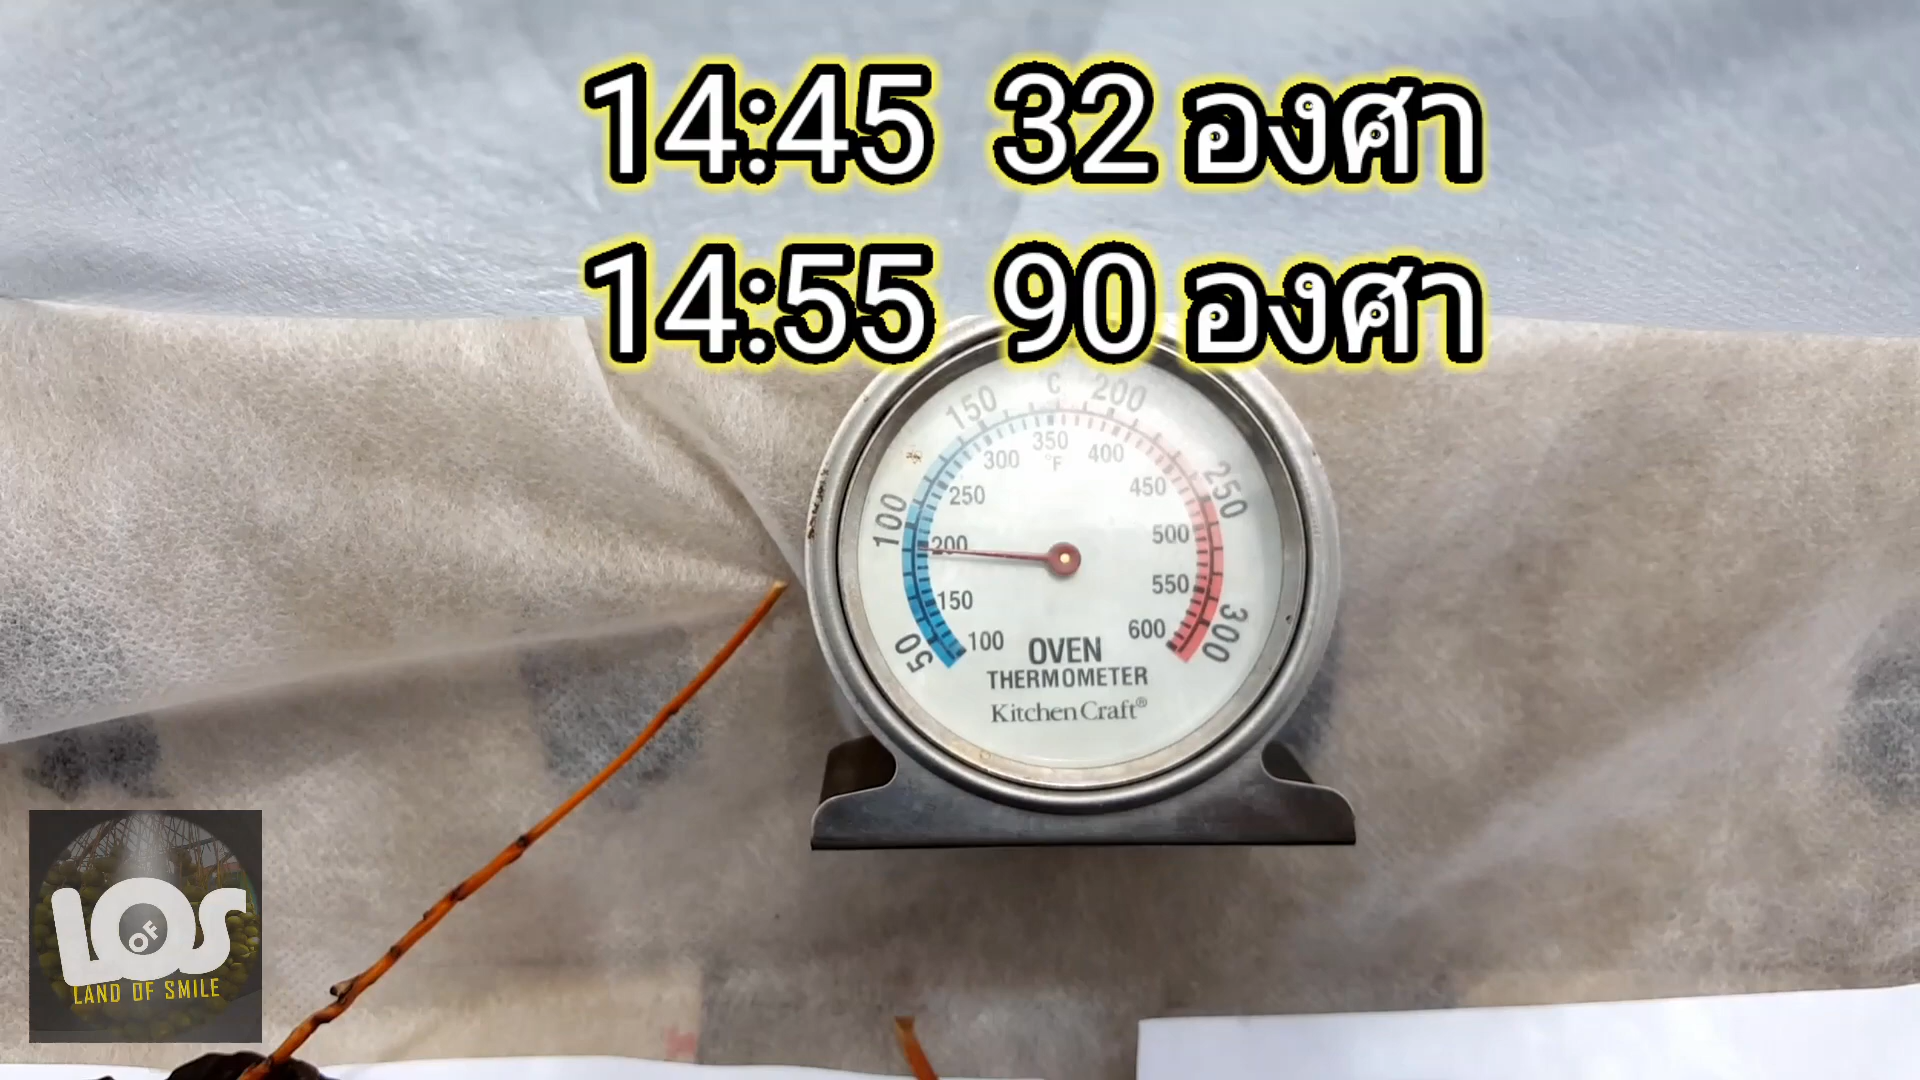 14:45 32 องศา
14:55 90 องศา
C
50 100 150 200 250 300
°F
100 150 200 250 300 350 400 450 500 550 600
OVEN
THERMOMETER
KitchenCraft®
LOS
OF
LAND OF SMILE